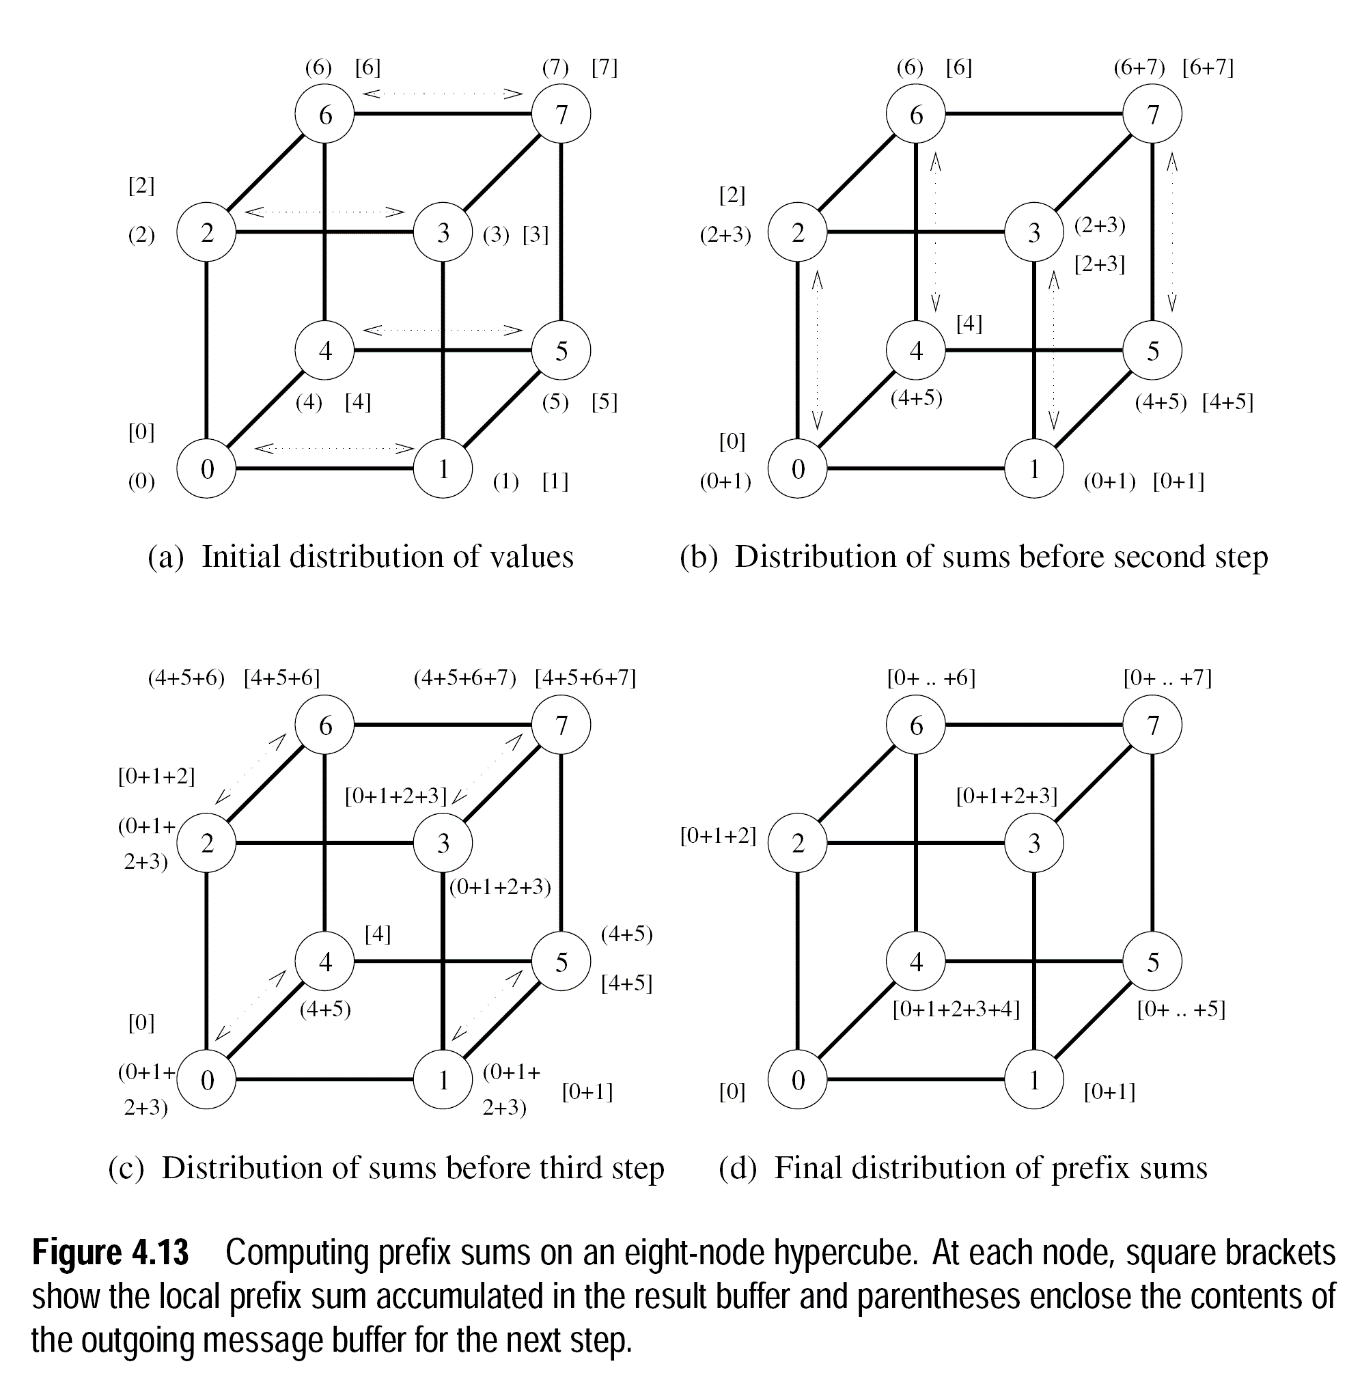 (6) [6] (7) [7]
6 7
[2]
(2) 2 3 (3) [3]
4 5
(4) [4] (5) [5]
[0]
(0) 0 1 (1) [1]
(a) Initial distribution of values
(6) [6] (6+7) [6+7]
6 7
[2]
(2+3) 2 3 (2+3)
[2+3]
[4]
4 5
(4+5) (4+5) [4+5]
[0]
(0+1) 0 1 (0+1) [0+1]
(b) Distribution of sums before second step
(4+5+6) [4+5+6] (4+5+6+7) [4+5+6+7]
6 7
[0+1+2] [0+1+2+3]
(0+1+
2+3) 2 3
(0+1+2+3)
[4] (4+5)
4 5
[4+5]
(4+5)
[0]
(0+1+
2+3) 0 1 (0+1+
2+3) [0+1]
(c) Distribution of sums before third step
[0+ .. +6] [0+ .. +7]
6 7
[0+1+2+3]
[0+1+2] 2 3
4 5
[0+1+2+3+4] [0+ .. +5]
0 1
[0] [0+1]
(d) Final distribution of prefix sums
Figure 4.13 Computing prefix sums on an eight-node hypercube. At each node, square brackets
show the local prefix sum accumulated in the result buffer and parentheses enclose the contents of
the outgoing message buffer for the next step.